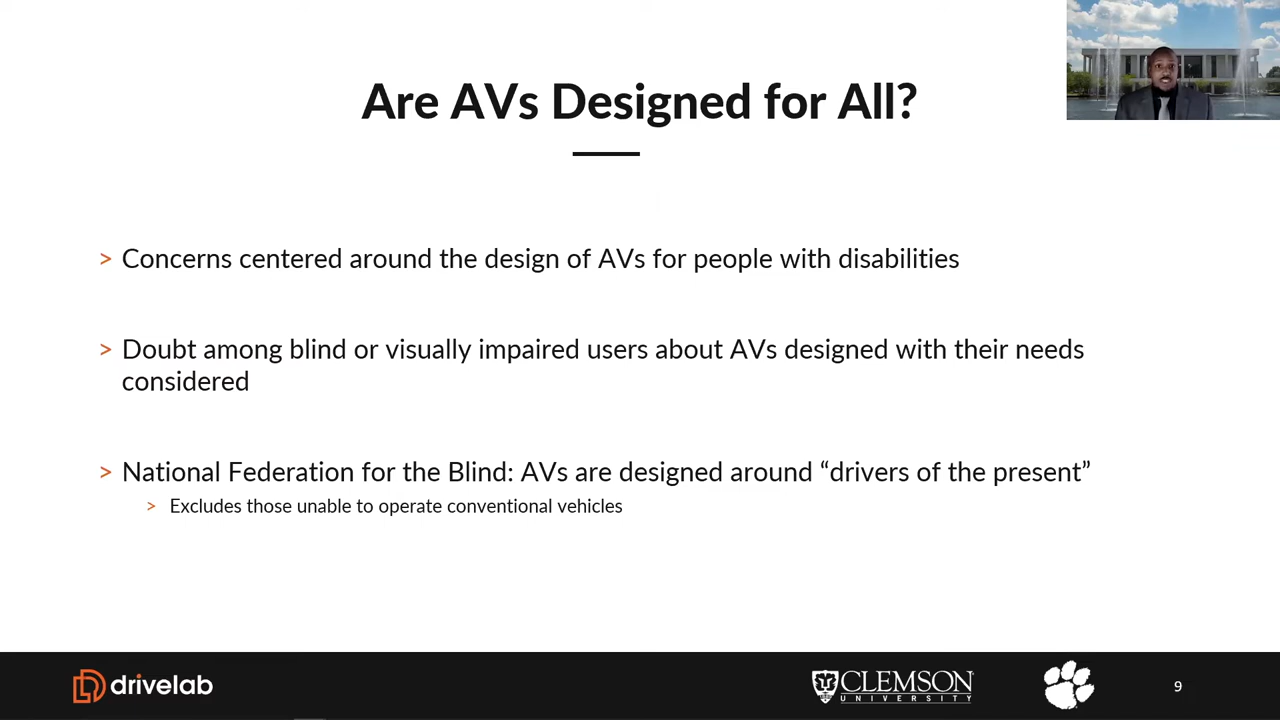 Are AVs Designed for All?
> Concerns centered around the design of AVs for people with disabilities
> Doubt among blind or visually impaired users about AVs designed with their needs
considered
> National Federation for the Blind: AVs are designed around “drivers of the present”
> Excludes those unable to operate conventional vehicles
drivelab
CLEMSON
UNIVERSITY
9